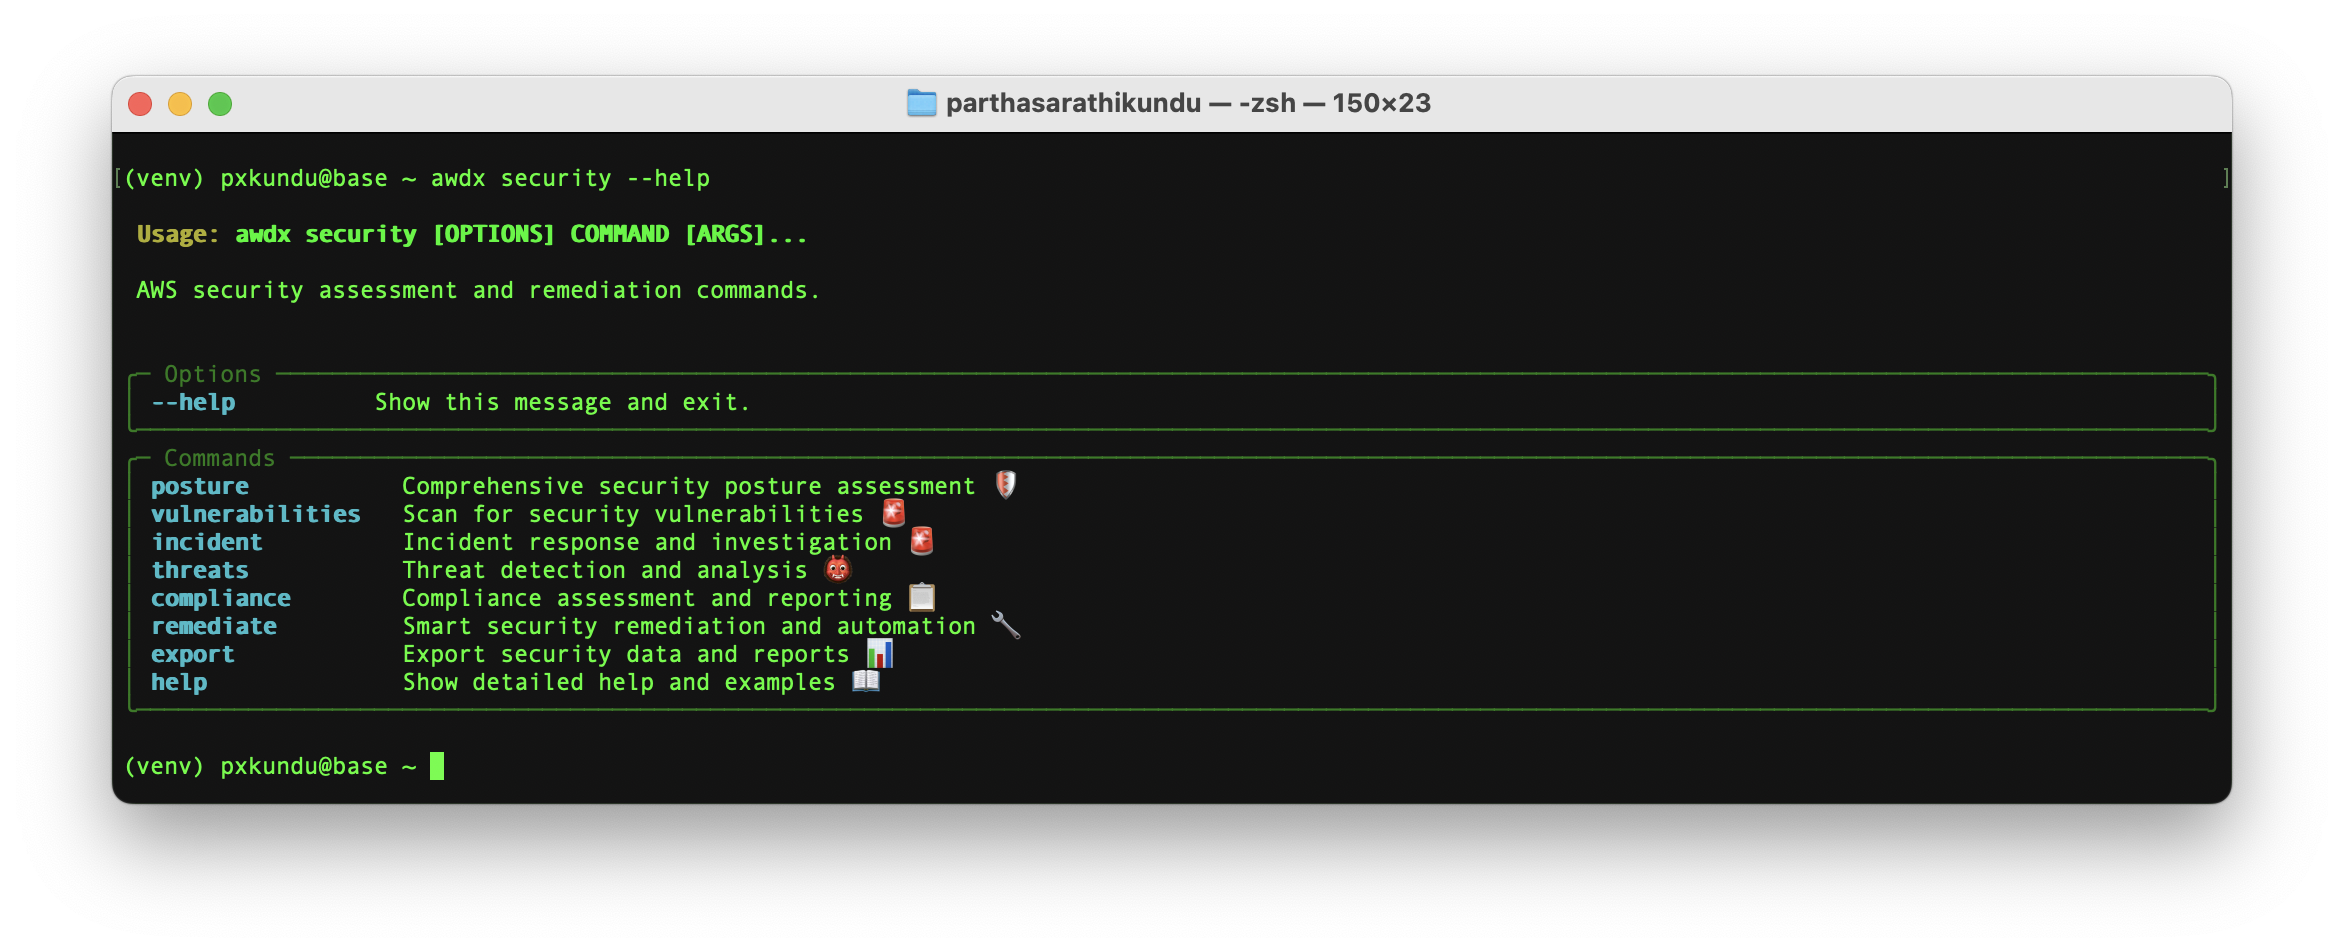 parthasarathikundu — -zsh — 150×23
[(venv) pxkundu@base ~ awdx security --help ]
Usage: awdx security [OPTIONS] COMMAND [ARGS]...
AWS security assessment and remediation commands.
Options
--help Show this message and exit.
Commands
posture Comprehensive security posture assessment 🛡️
vulnerabilities Scan for security vulnerabilities 🚨
incident Incident response and investigation 🚨
threats Threat detection and analysis 👹
compliance Compliance assessment and reporting 📋
remediate Smart security remediation and automation 🔧
export Export security data and reports 📊
help Show detailed help and examples 📖
(venv) pxkundu@base ~